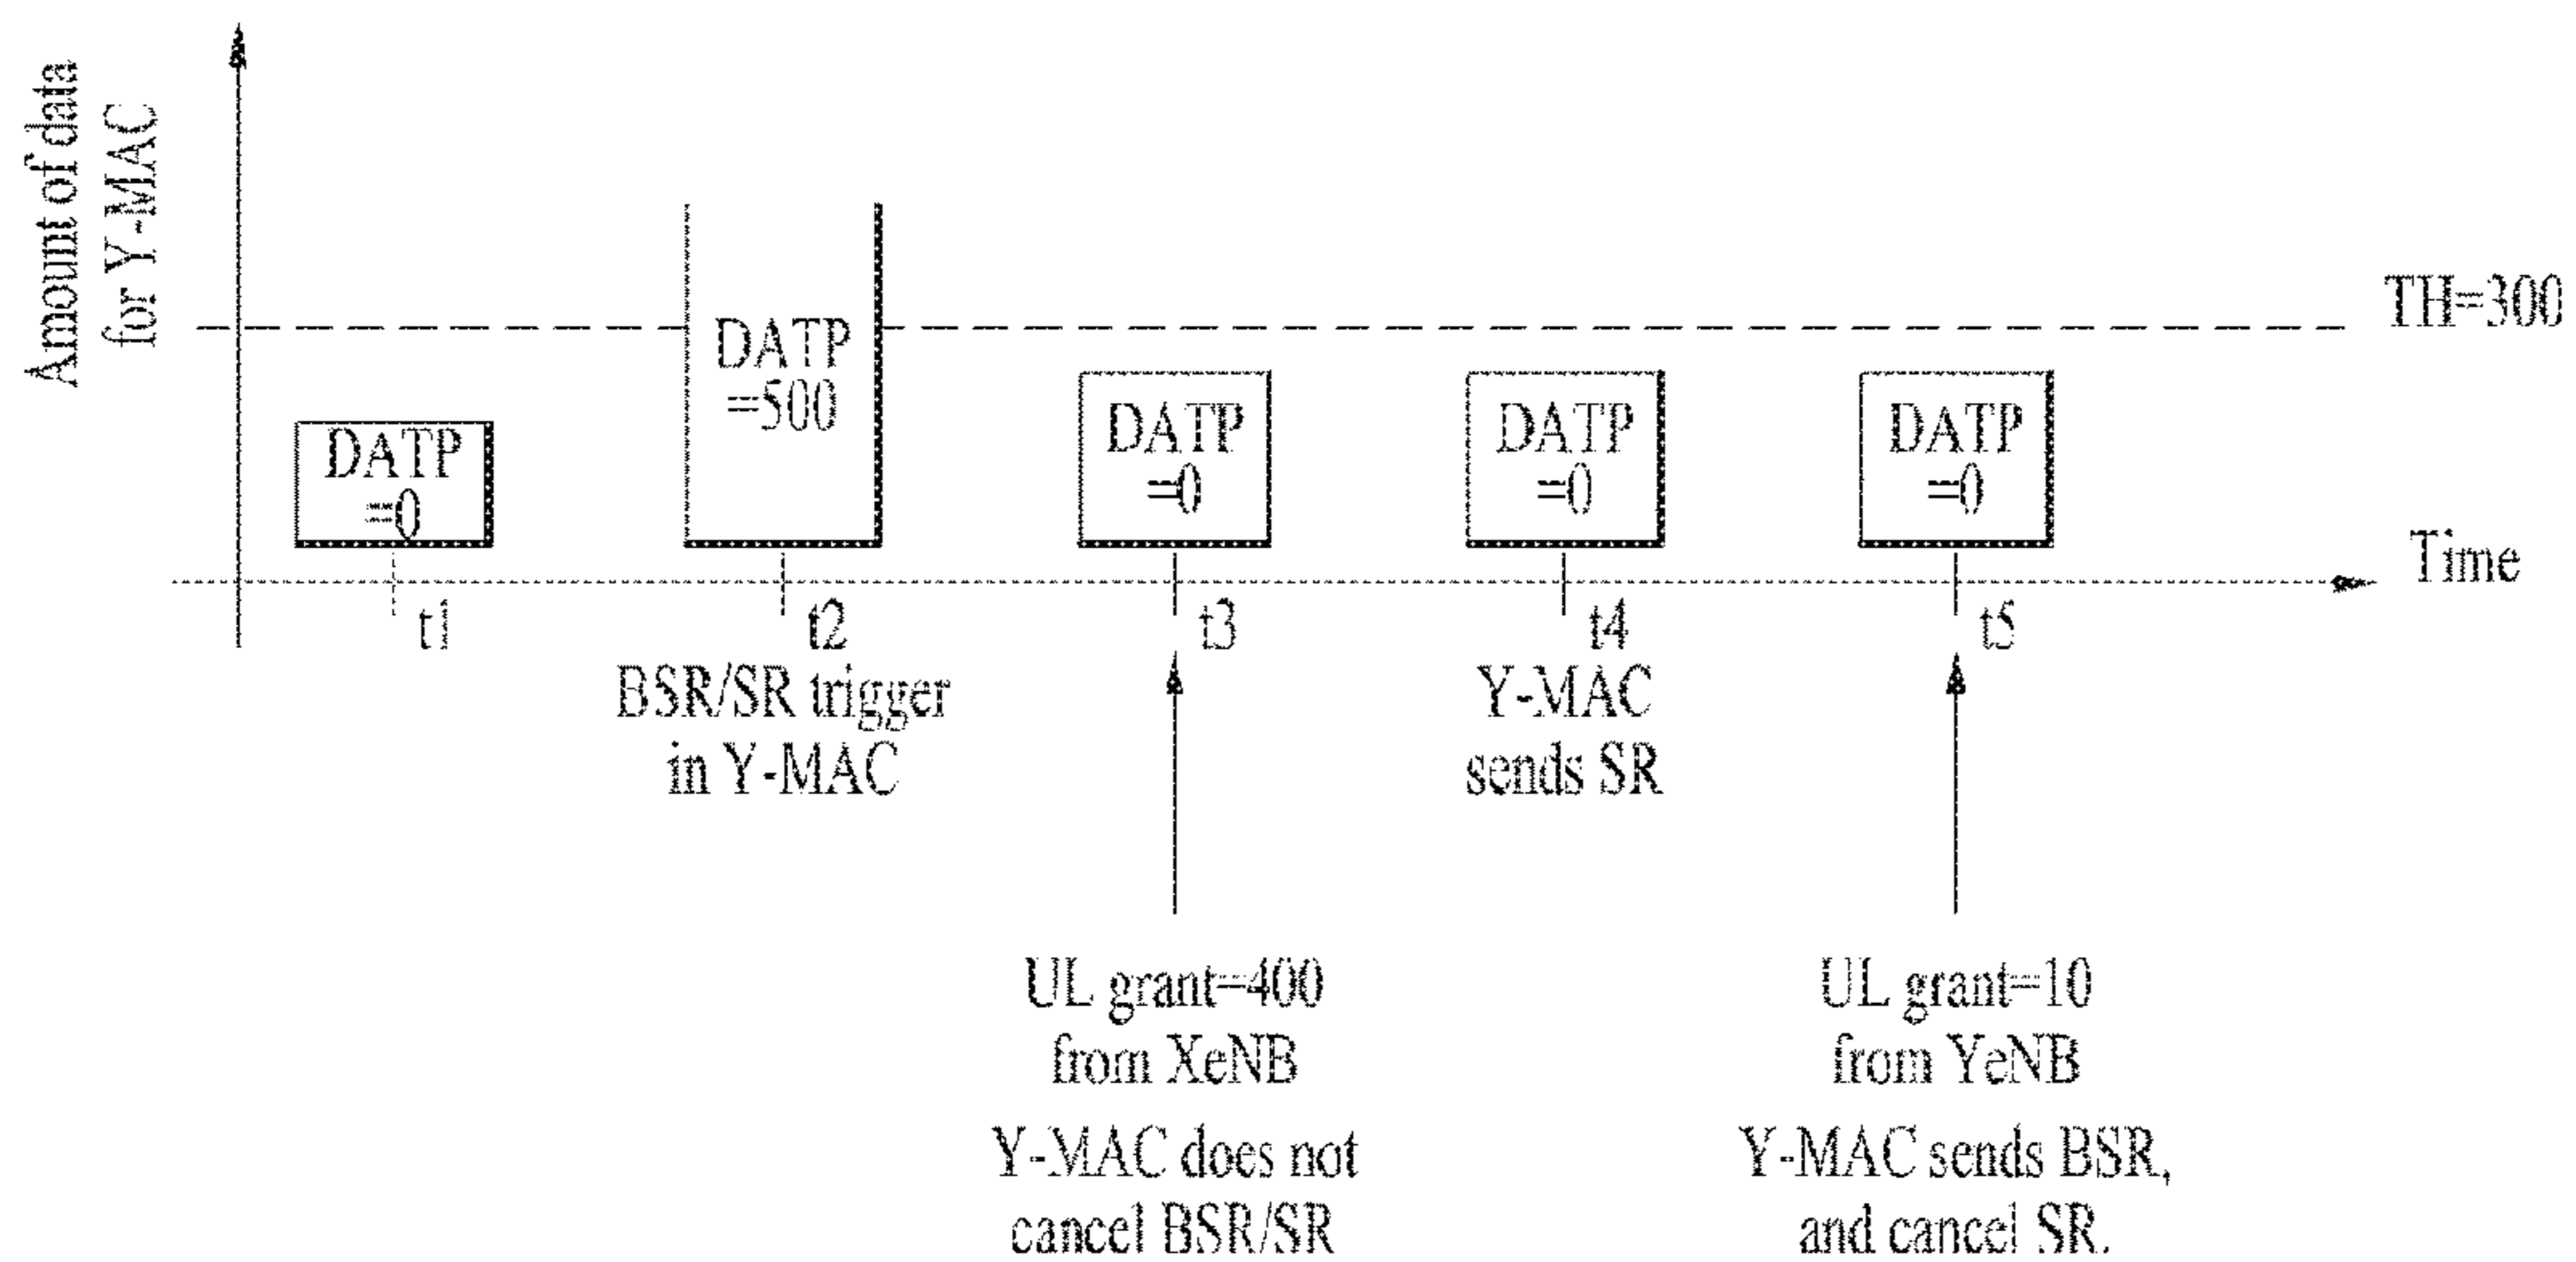 Amount of data
for Y-MAC
TH=300
DATP
=0
DATP
=500
DATP
=0
DATP
=0
DATP
=0
Time
t1
t2
t3
t4
t5
BSR/SR trigger
in Y-MAC
Y-MAC
sends SR
UL grant=400
from XeNB
Y-MAC does not
cancel BSR/SR
UL grant=10
from YeNB
Y-MAC sends BSR,
and cancel SR.